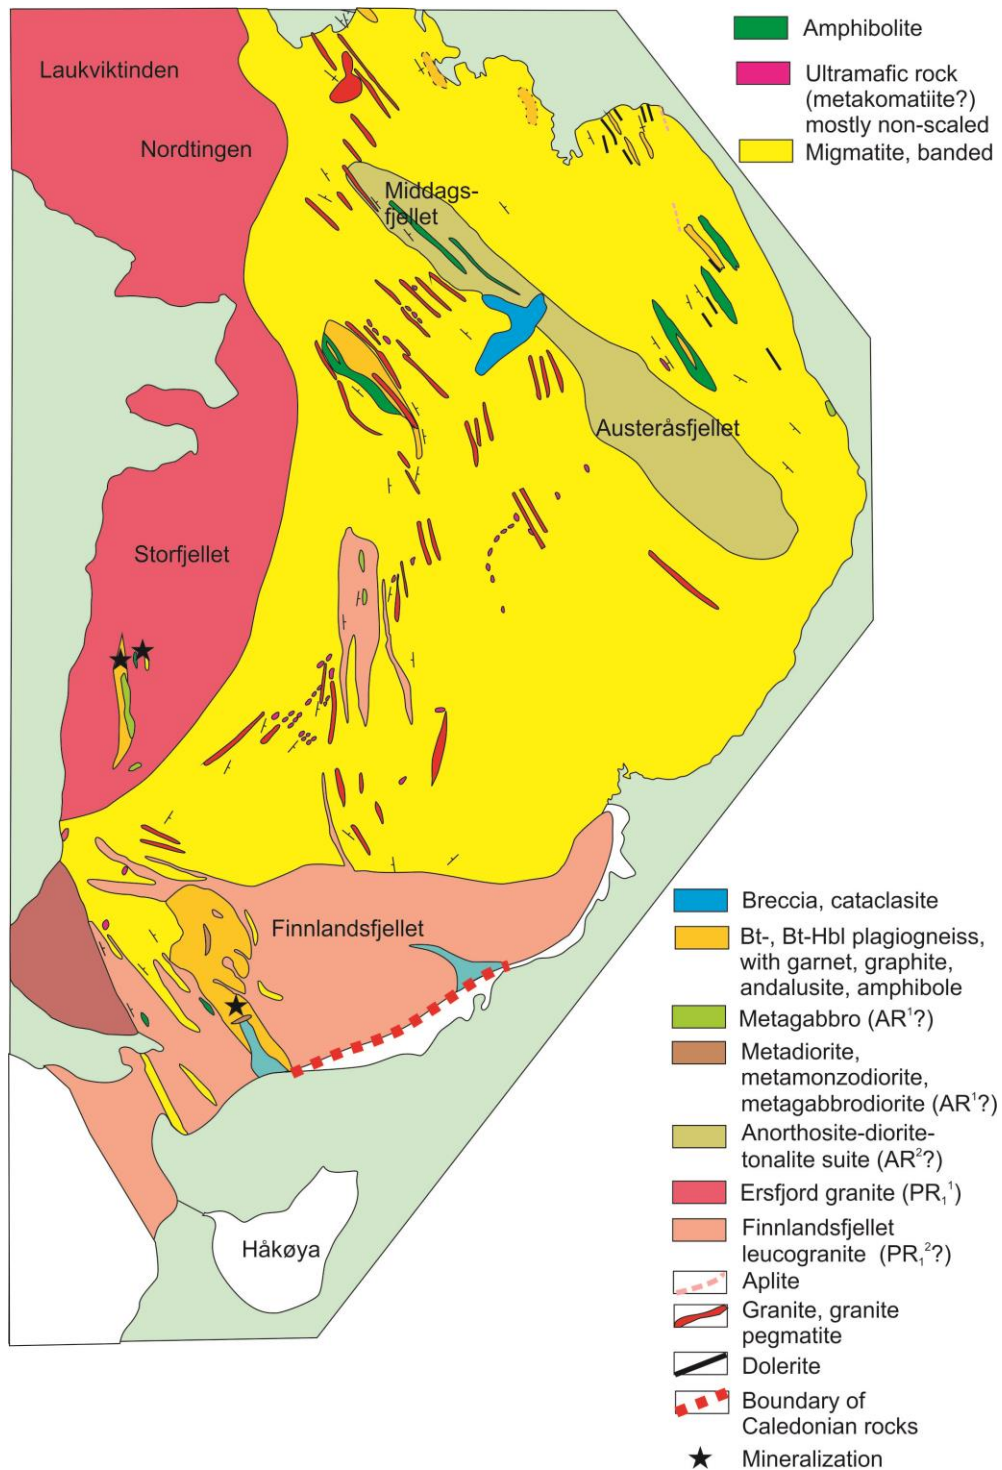 Laukviktinden
Nordtingen
Middags-
fjellet
Austeråsfjellet
Storfjellet
Finnlandsfjellet
Håkøya
Amphibolite
Ultramafic rock
(metakomatiite?)
mostly non-scaled
Migmatite, banded
Breccia, cataclasite
Bt-, Bt-Hbl plagiogneiss,
with garnet, graphite,
andalusite, amphibole
Metagabbro (AR¹?)
Metadiorite,
metamonzodiorite,
metagabbrodiorite (AR¹?)
Anorthosite-diorite-
tonalite suite (AR²?)
Ersfjord granite (PR₁¹)
Finnlandsfjellet
leucogranite (PR₁²?)
Aplite
Granite, granite
pegmatite
Dolerite
Boundary of
Caledonian rocks
Mineralization